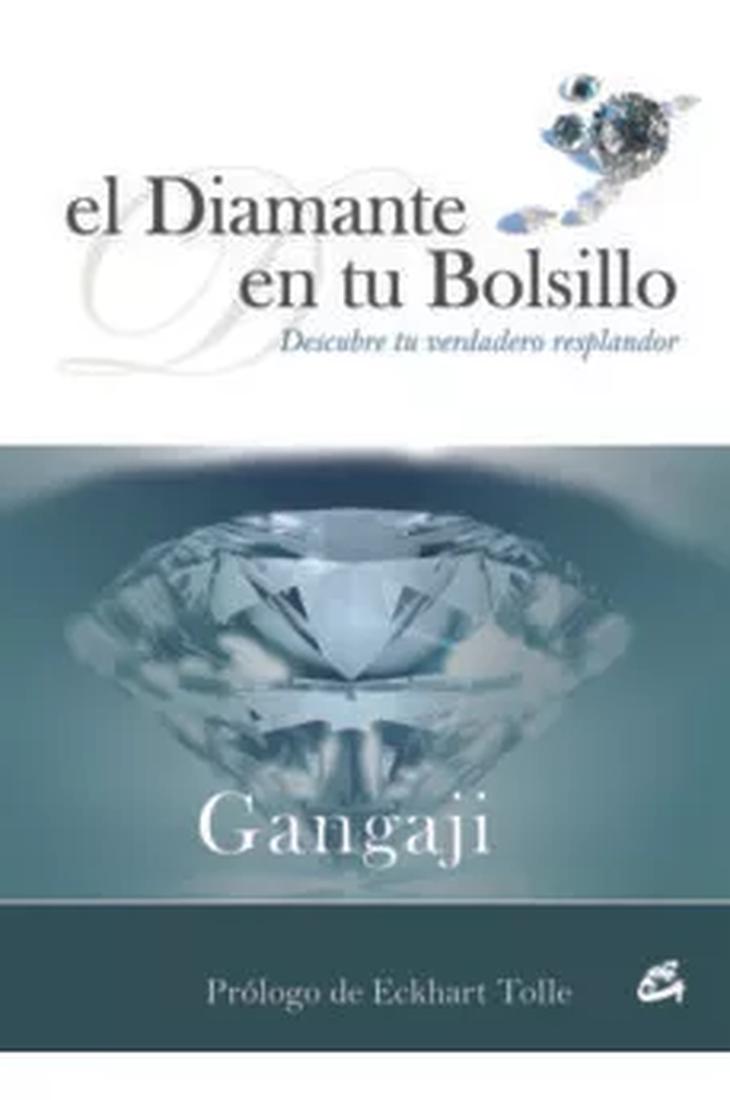 el Diamante
en tu Bolsillo
Descubre tu verdadero resplandor
Gangaji
Prólogo de Eckhart Tolle